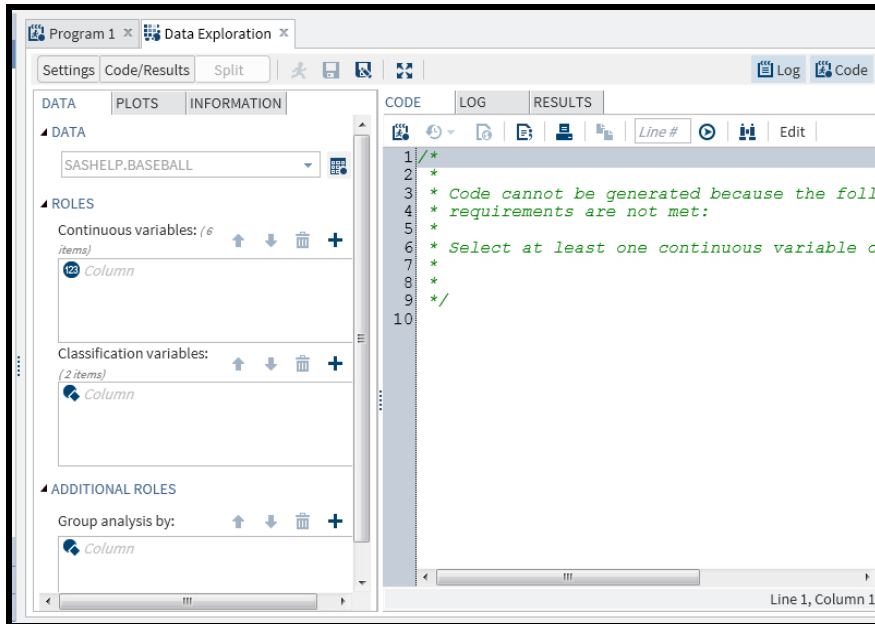 Program 1 × Data Exploration ×
Settings Code/Results Split Log Code
DATA PLOTS INFORMATION
DATA
SASHELP.BASEBALL
ROLES
Continuous variables: (6
items)
123 Column
Classification variables:
(2 items)
Column
ADDITIONAL ROLES
Group analysis by:
Column
CODE LOG RESULTS
Line # Edit
1 /*
2 *
3 * Code cannot be generated because the foll
4 * requirements are not met:
5 *
6 * Select at least one continuous variable o
7 *
8 *
9 */
10
Line 1, Column 1